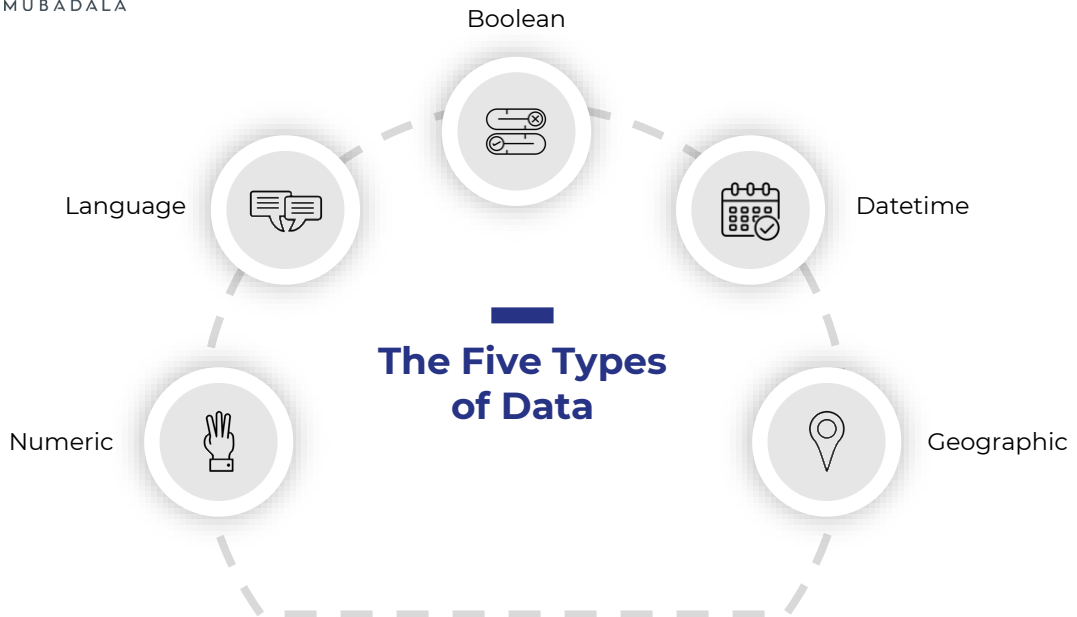 MUBADALA
Boolean
Language
Datetime
The Five Types
of Data
Numeric
Geographic